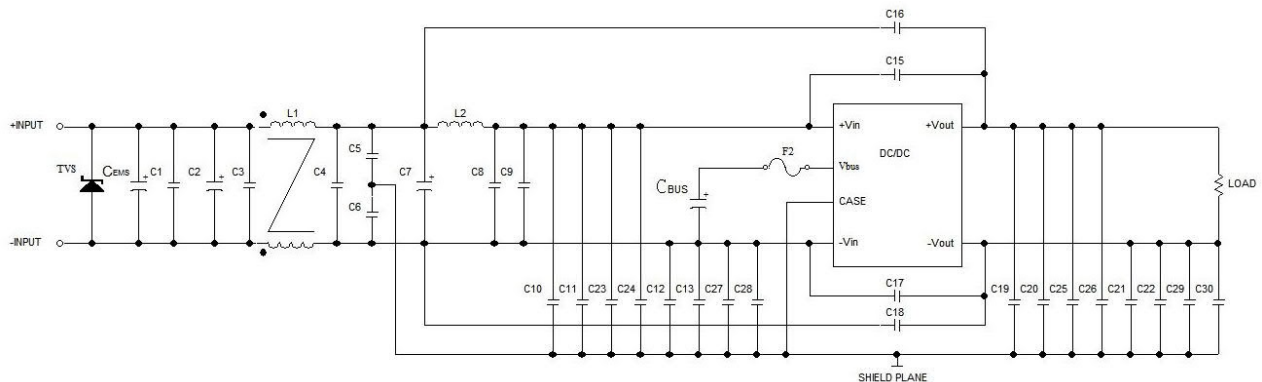 C16
C15
+INPUT
L1
L2
+Vin
+Vout
DC/DC
TVS
CEMS
C1
C2
C3
C4
C5
C6
C7
C8
C9
F2
Vbus
CBUS
CASE
LOAD
-INPUT
-Vin
-Vout
C10
C11
C23
C24
C12
C13
C27
C28
C17
C18
C19
C20
C25
C26
C21
C22
C29
C30
SHIELD PLANE